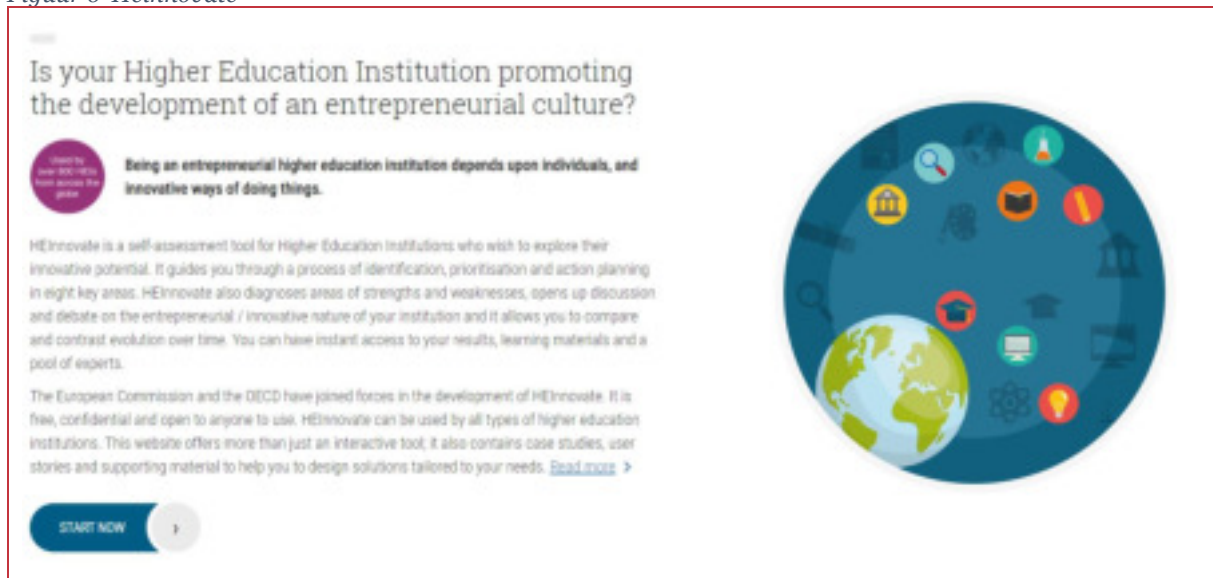 Is your Higher Education Institution promoting
the development of an entrepreneurial culture?
Used by
over 800 HEIs
from across the
globe
Being an entrepreneurial higher education institution depends upon individuals, and
innovative ways of doing things.
HEInnovate is a self-assessment tool for Higher Education Institutions who wish to explore their
innovative potential. It guides you through a process of identification, prioritisation and action planning
in eight key areas. HEInnovate also diagnoses areas of strengths and weaknesses, opens up discussion
and debate on the entrepreneurial / innovative nature of your institution and it allows you to compare
and contrast evolution over time. You can have instant access to your results, learning materials and a
pool of experts.
The European Commission and the OECD have joined forces in the development of HEInnovate. It is
free, confidential and open to anyone to use. HEInnovate can be used by all types of higher education
institutions. This website offers more than just an interactive tool; it also contains case studies, user
stories and supporting material to help you to design solutions tailored to your needs. Read more >
START NOW ›